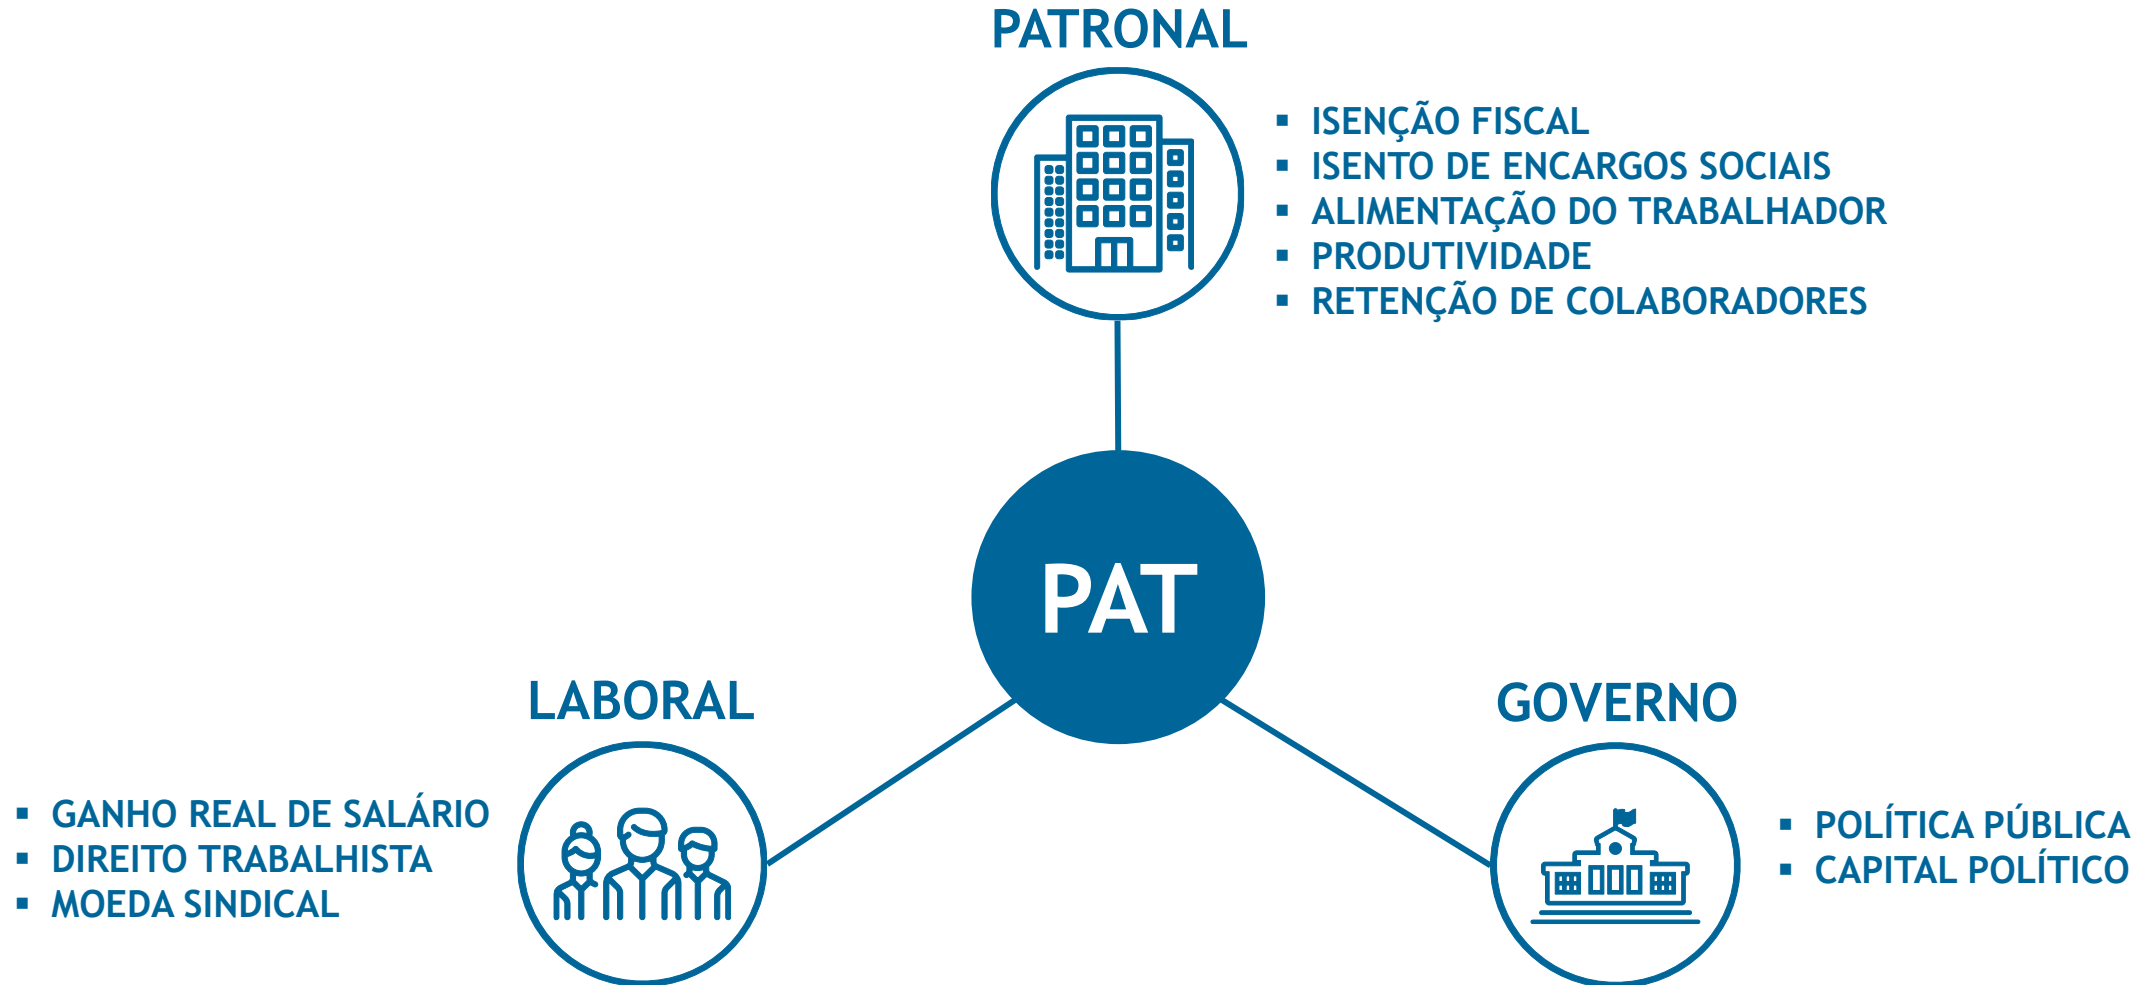 PATRONAL
▪ ISENÇÃO FISCAL
▪ ISENTO DE ENCARGOS SOCIAIS
▪ ALIMENTAÇÃO DO TRABALHADOR
▪ PRODUTIVIDADE
▪ RETENÇÃO DE COLABORADORES
PAT
LABORAL
▪ GANHO REAL DE SALÁRIO
▪ DIREITO TRABALHISTA
▪ MOEDA SINDICAL
GOVERNO
▪ POLÍTICA PÚBLICA
▪ CAPITAL POLÍTICO